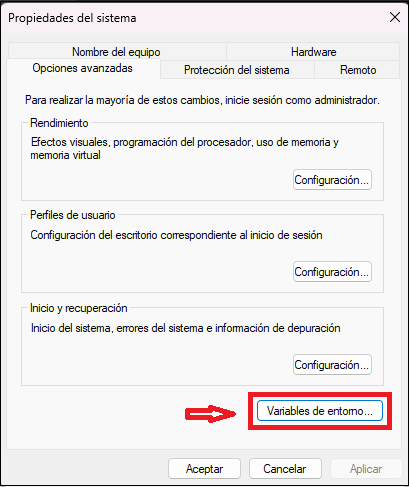 Propiedades del sistema
Nombre del equipo
Hardware
Opciones avanzadas
Protección del sistema
Remoto
Para realizar la mayoría de estos cambios, inicie sesión como administrador.
Rendimiento
Efectos visuales, programación del procesador, uso de memoria y
memoria virtual
Configuración...
Perfiles de usuario
Configuración del escritorio correspondiente al inicio de sesión
Configuración...
Inicio y recuperación
Inicio del sistema, errores del sistema e información de depuración
Configuración...
Variables de entorno...
Aceptar
Cancelar
Aplicar